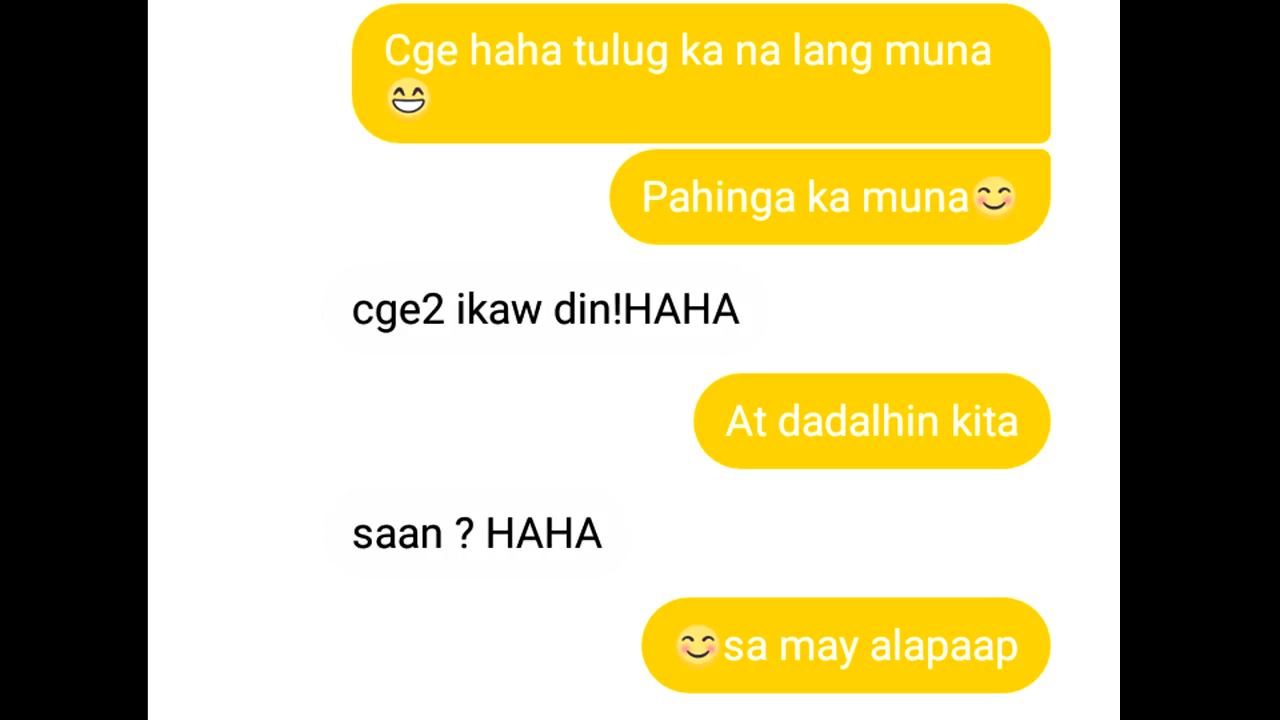 Cge haha tulug ka na lang muna
😄
Pahinga ka muna😊
cge2 ikaw din!HAHA
At dadalhin kita
saan ? HAHA
😊sa may alapaap